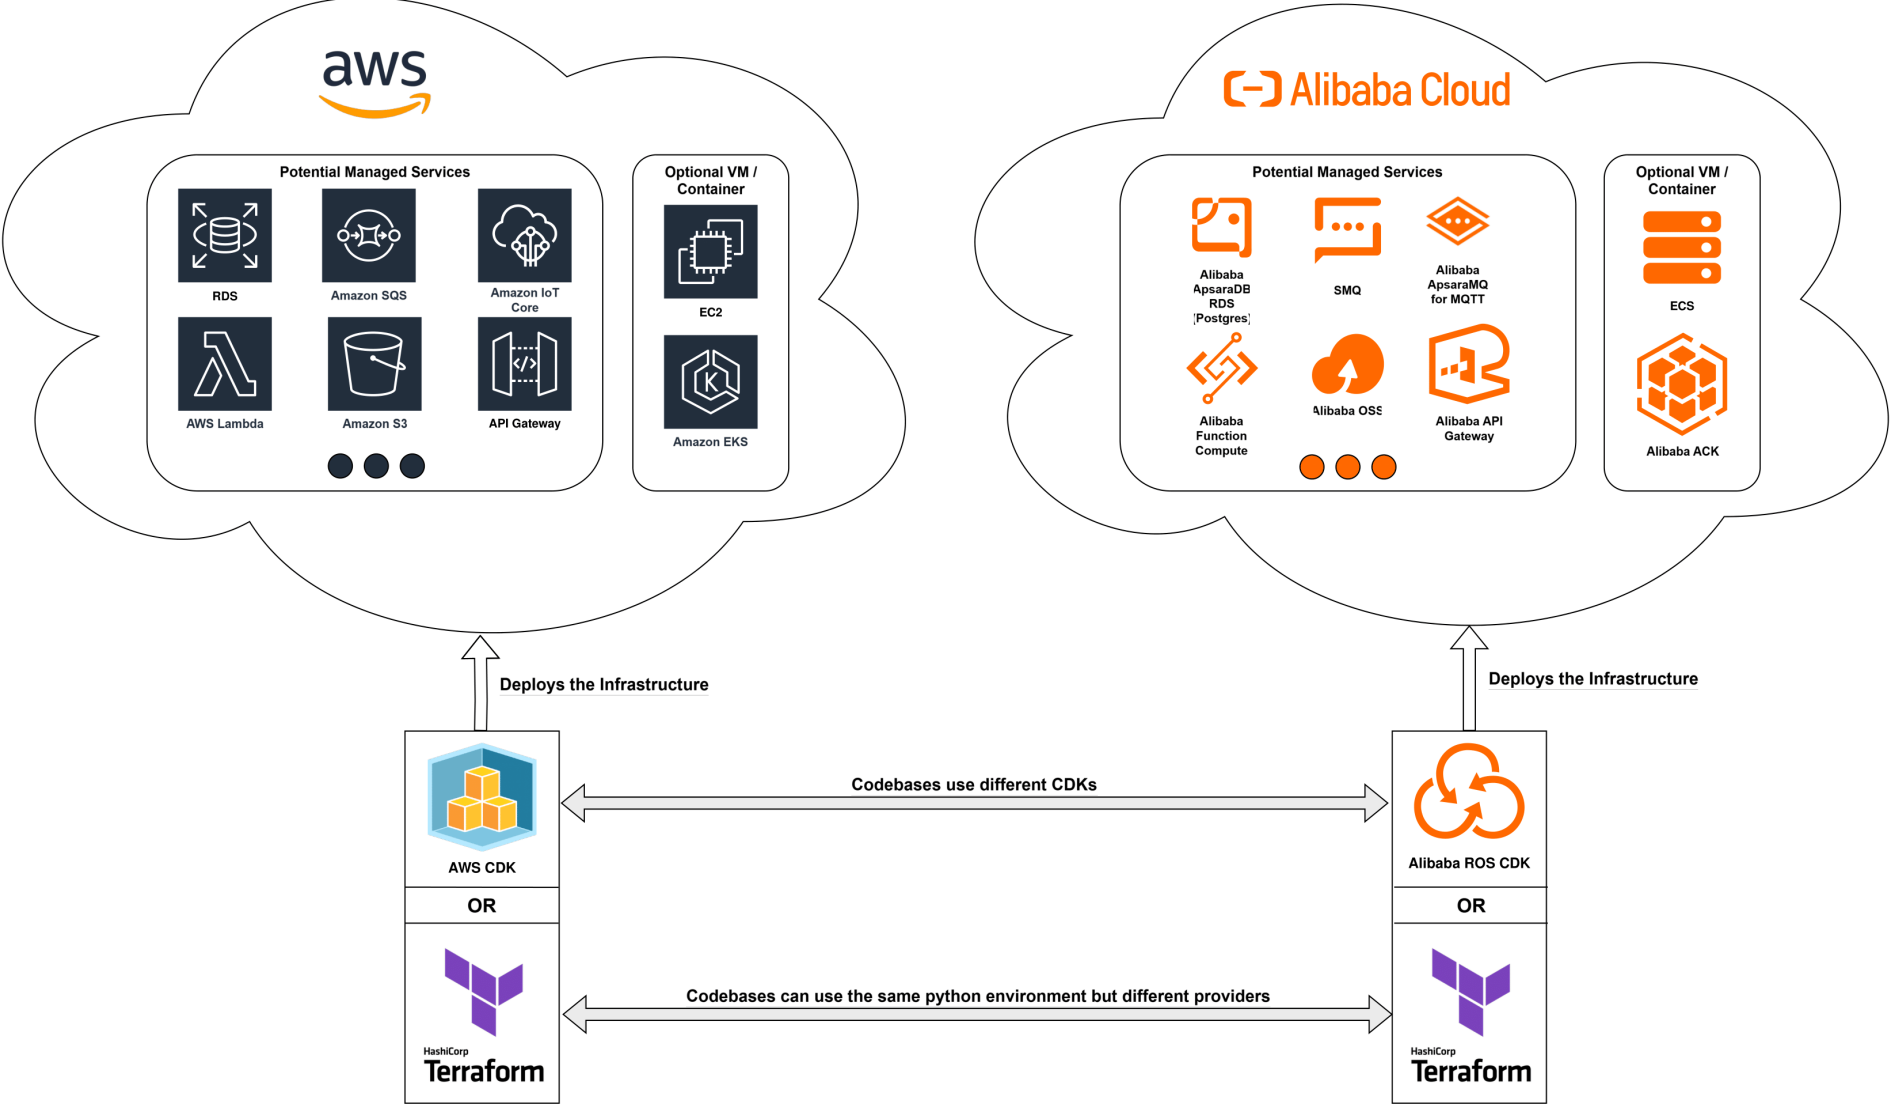 aws
Potential Managed Services
RDS
Amazon SQS
Amazon IoT
Core
AWS Lambda
Amazon S3
API Gateway
Optional VM /
Container
EC2
Amazon EKS
Alibaba Cloud
Potential Managed Services
Alibaba
ApsaraDB
RDS
(Postgres)
SMQ
Alibaba
ApsaraMQ
for MQTT
Alibaba
Function
Compute
Alibaba OSS
Alibaba API
Gateway
Optional VM /
Container
ECS
Alibaba ACK
Deploys the Infrastructure
Deploys the Infrastructure
AWS CDK
OR
HashiCorp
Terraform
Codebases use different CDKs
Codebases can use the same python environment but different providers
Alibaba ROS CDK
OR
HashiCorp
Terraform